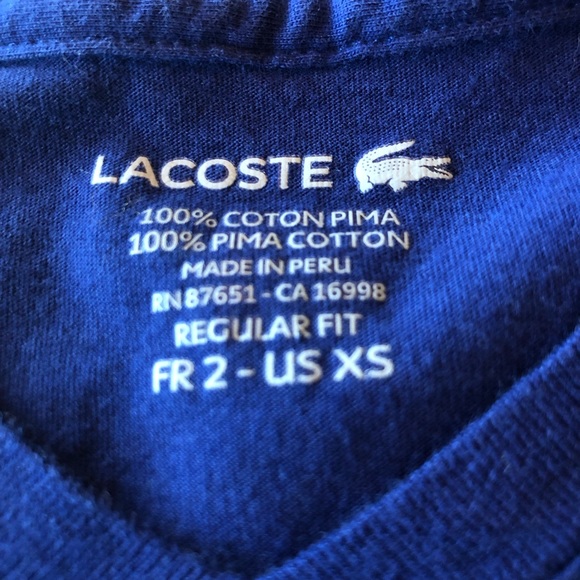 LACOSTE
100% COTON PIMA
100% PIMA COTTON
MADE IN PERU
RN 87651 - CA 16998
REGULAR FIT
FR 2 - US XS